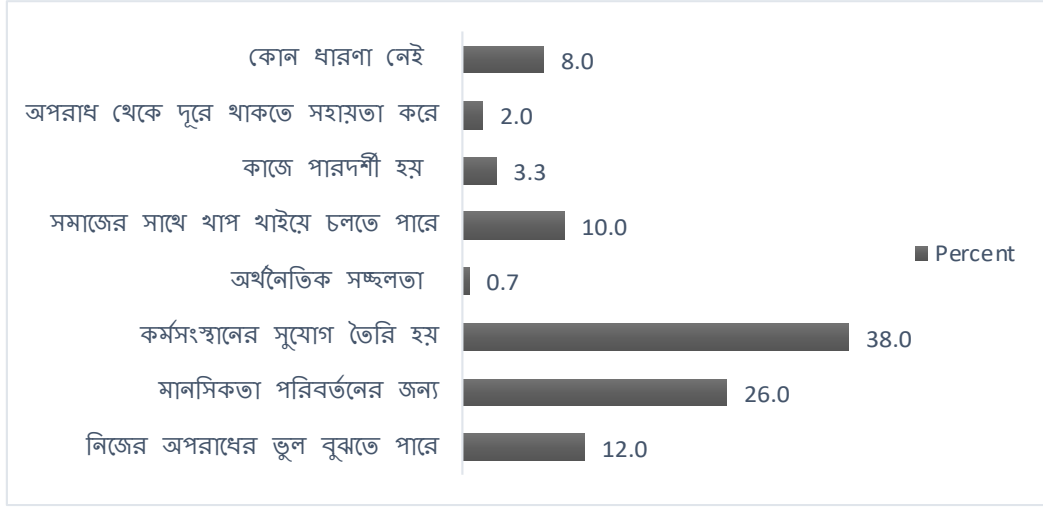 কোন ধারণা নেই 8.0
অপরাধ থেকে দূরে থাকতে সহায়তা করে 2.0
কাজে পারদর্শী হয় 3.3
সমাজের সাথে খাপ খাইয়ে চলতে পারে 10.0
অর্থনৈতিক সচ্ছলতা 0.7
কর্মসংস্থানের সুযোগ তৈরি হয় 38.0
মানসিকতা পরিবর্তনের জন্য 26.0
নিজের অপরাধের ভুল বুঝতে পারে 12.0
Percent